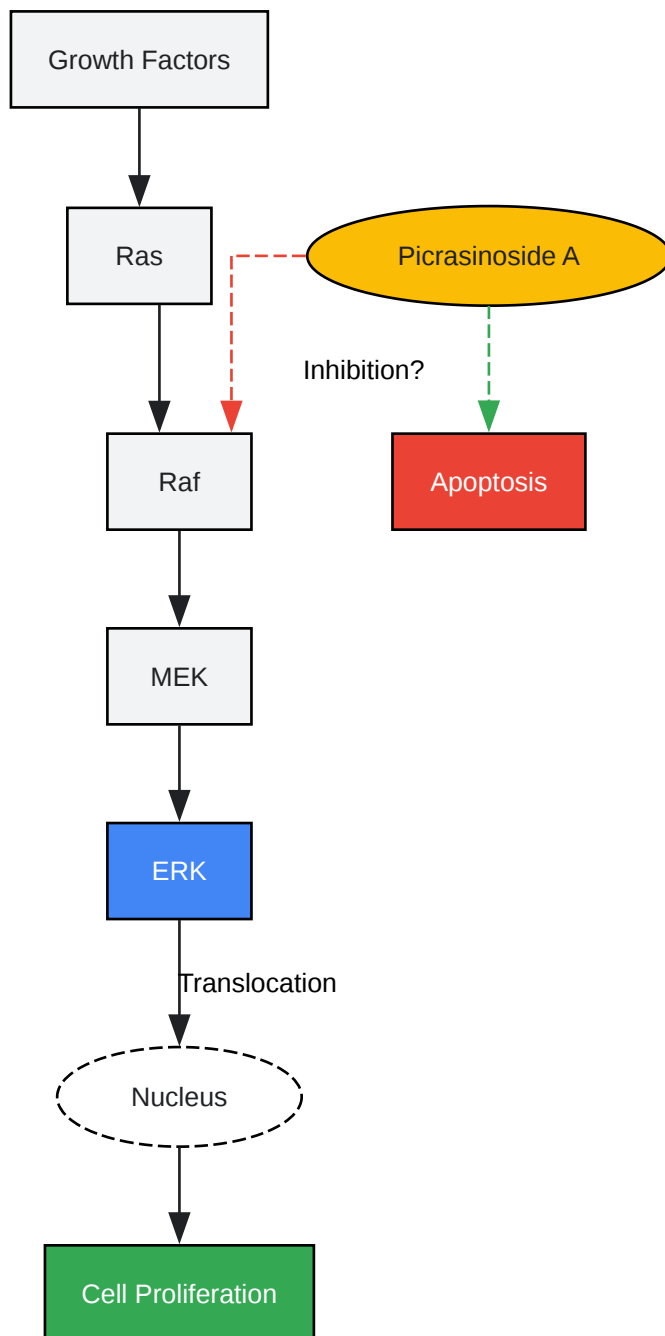 Growth Factors
Ras
Picrasinoside A
Inhibition?
Raf
Apoptosis
MEK
ERK
Translocation
Nucleus
Cell Proliferation